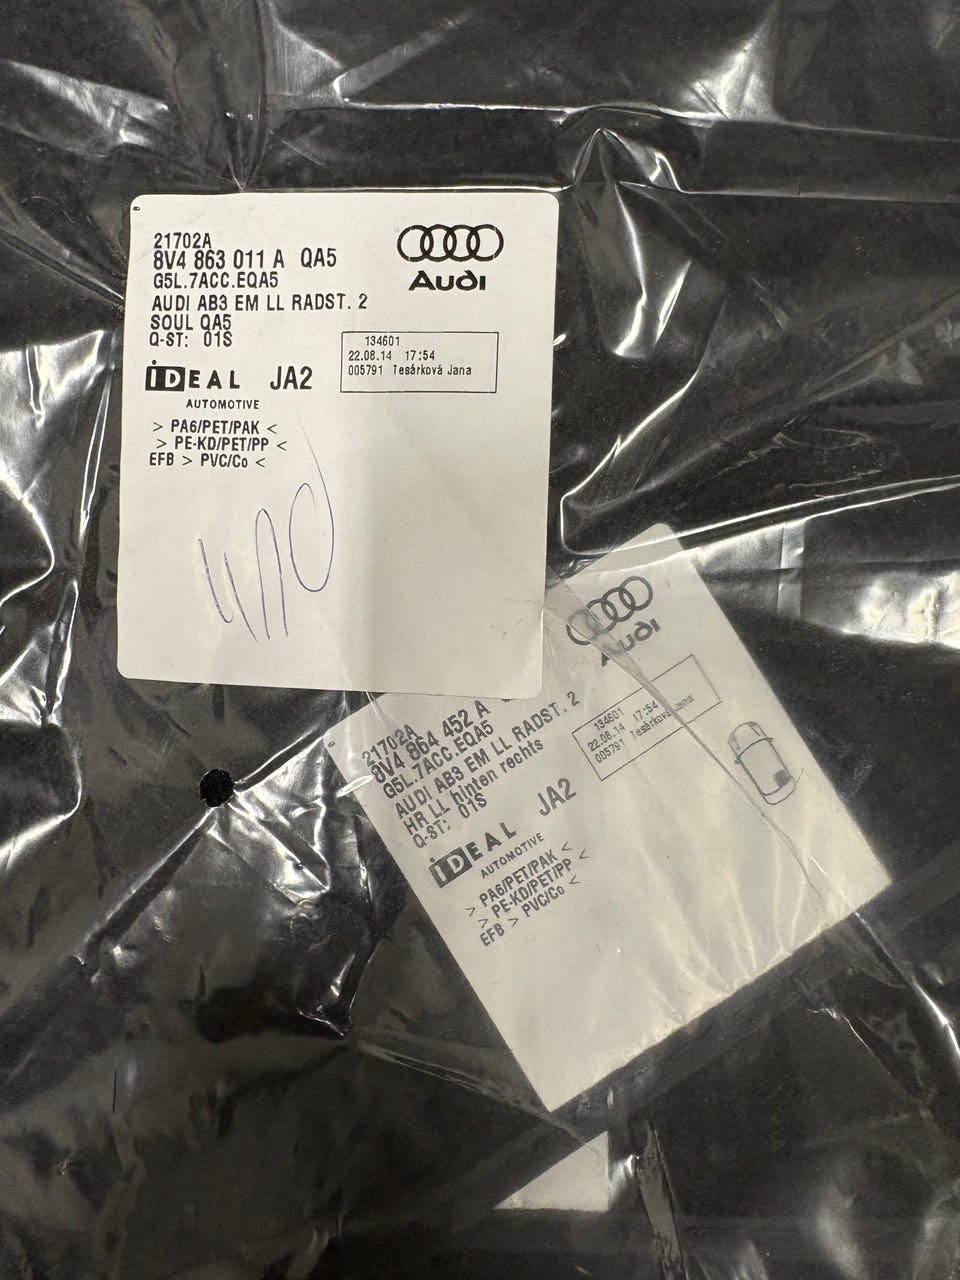 21702A
8V4 863 011 A QA5
G5L.7ACC.EQA5
AUDI AB3 EM LL RADST. 2
SOUL QA5
Q-ST: 01S
Audi
134601
22.08.14 17:54
005791 Tesárková Jana
IDEAL JA2
AUTOMOTIVE
> PA6/PET/PAK <
> PE-KD/PET/PP <
EFB > PVC/Co <
Audi
21702A
8V4 864 452 A
G5L.7ACC.EQA5
AUDI AB3 EM LL RADST. 2
HR LL hinten rechts
Q-ST: 01S
134601
22.08.14 17:54
005791 Tesárková Jana
IDEAL JA2
AUTOMOTIVE
> PA6/PET/PAK <
> PE-KD/PET/PP <
EFB > PVC/Co <